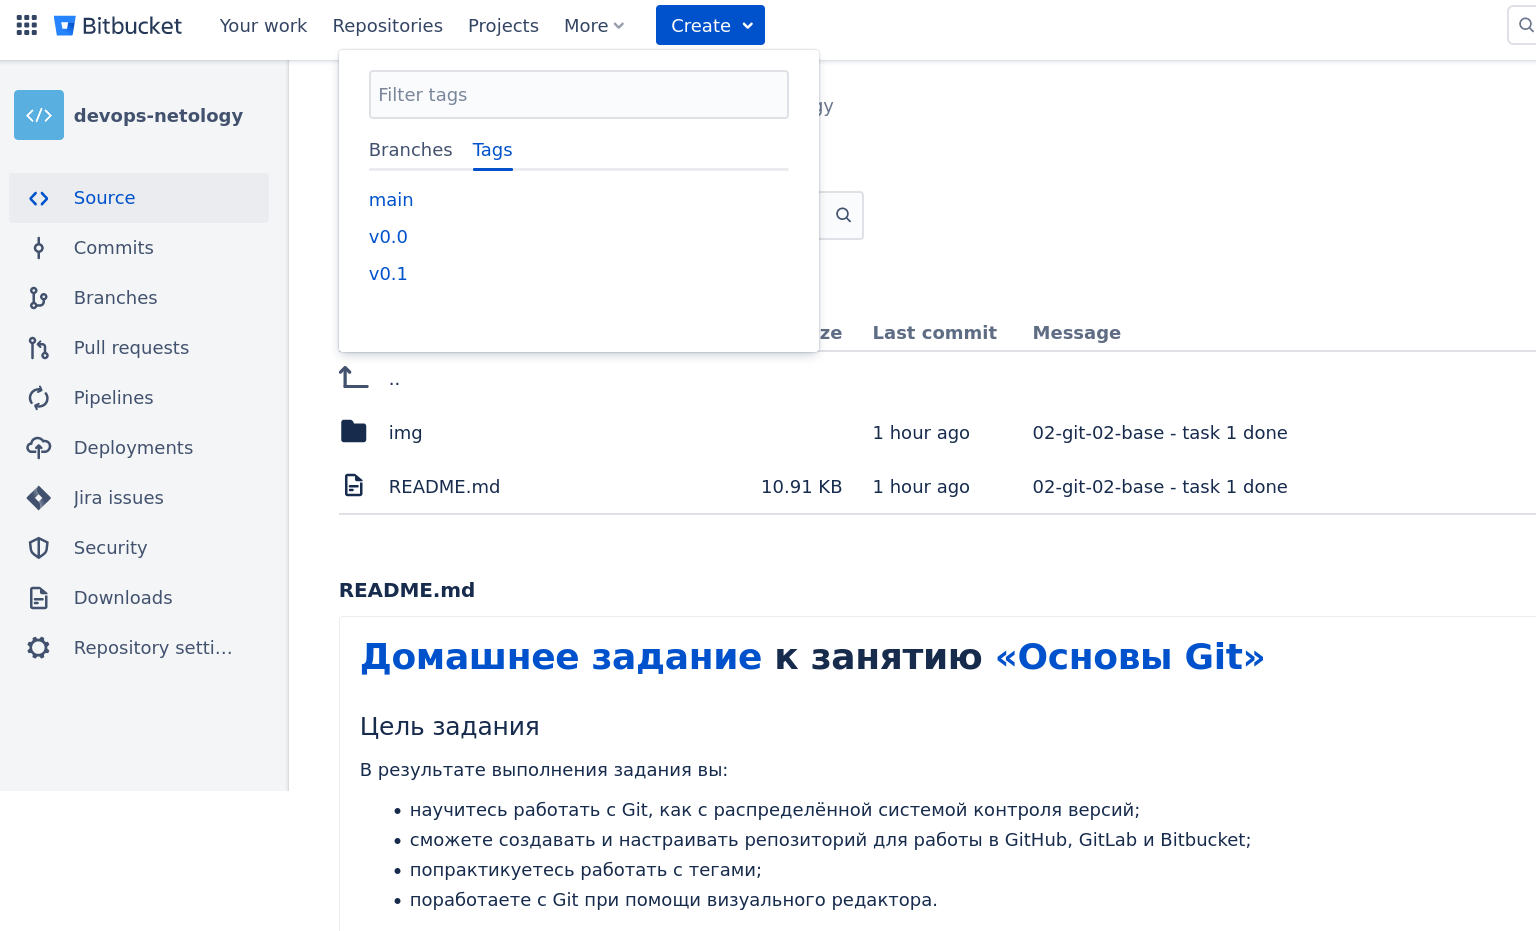 Bitbucket Your work Repositories Projects More Create
devops-netology
Source
Commits
Branches
Pull requests
Pipelines
Deployments
Jira issues
Security
Downloads
Repository setti...
Filter tags
Branches Tags
main
v0.0
v0.1
gy
ze Last commit Message
..
img 1 hour ago 02-git-02-base - task 1 done
README.md 10.91 KB 1 hour ago 02-git-02-base - task 1 done
README.md
Домашнее задание к занятию «Основы Git»
Цель задания
В результате выполнения задания вы:
• научитесь работать с Git, как с распределённой системой контроля версий;
• сможете создавать и настраивать репозиторий для работы в GitHub, GitLab и Bitbucket;
• попрактикуетесь работать с тегами;
• поработаете с Git при помощи визуального редактора.